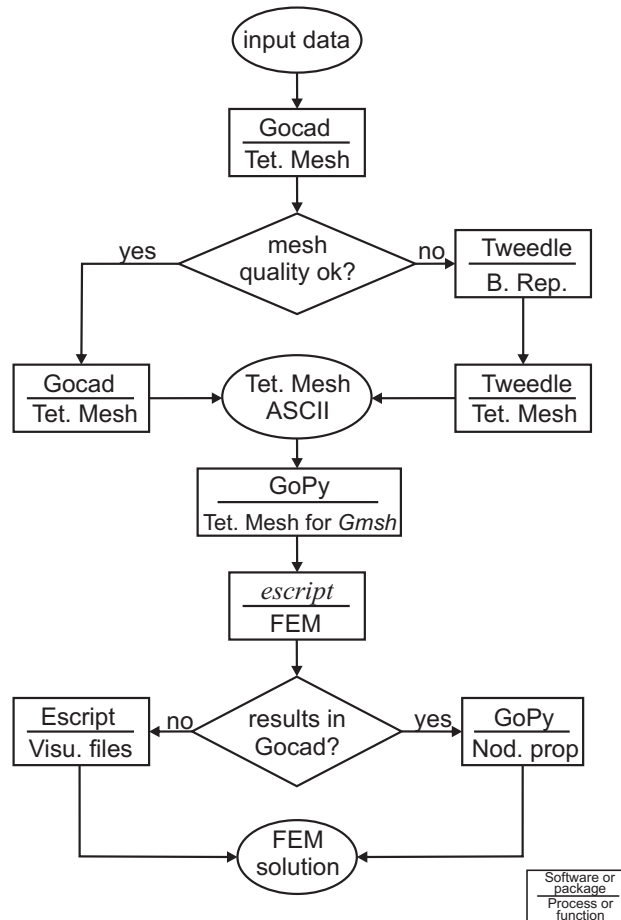 input data
Gocad
Tet. Mesh
mesh
quality ok?
yes
no
Tweedle
B. Rep.
Gocad
Tet. Mesh
Tet. Mesh
ASCII
Tweedle
Tet. Mesh
GoPy
Tet. Mesh for Gmsh
escript
FEM
results in
Gocad?
no
yes
Escript
Visu. files
GoPy
Nod. prop
FEM
solution
Software or
package
Process or
function